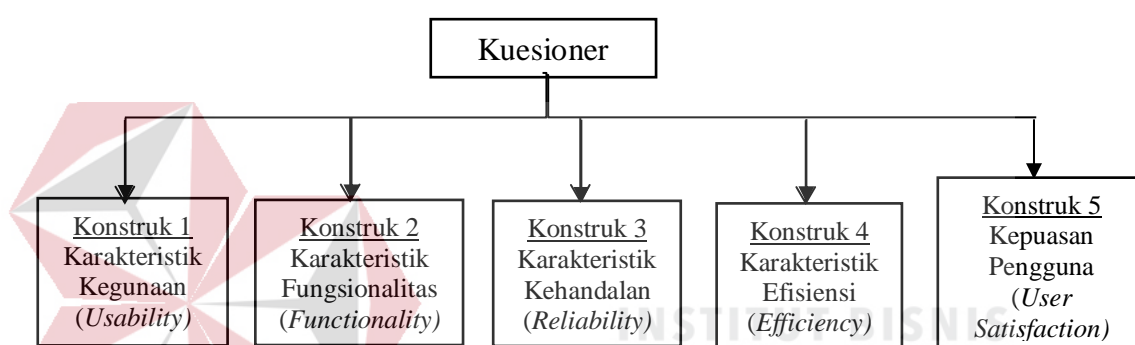 Kuesioner
Konstruk 1
Karakteristik
Kegunaan
(Usability)
Konstruk 2
Karakteristik
Fungsionalitas
(Functionality)
Konstruk 3
Karakteristik
Kehandalan
(Reliability)
Konstruk 4
Karakteristik
Efisiensi
(Efficiency)
Konstruk 5
Kepuasan
Pengguna
(User
Satisfaction)
INSTITUT BISNIS